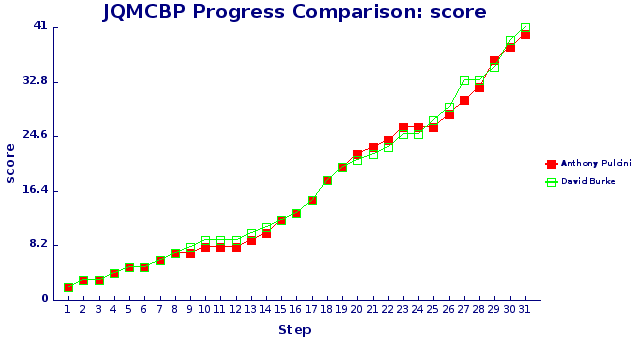 JQMCBP Progress Comparison: score
41
32.8
24.6
16.4
8.2
0
score
1 2 3 4 5 6 7 8 9 10 11 12 13 14 15 16 17 18 19 20 21 22 23 24 25 26 27 28 29 30 31
Step
Anthony Pulcini
David Burke